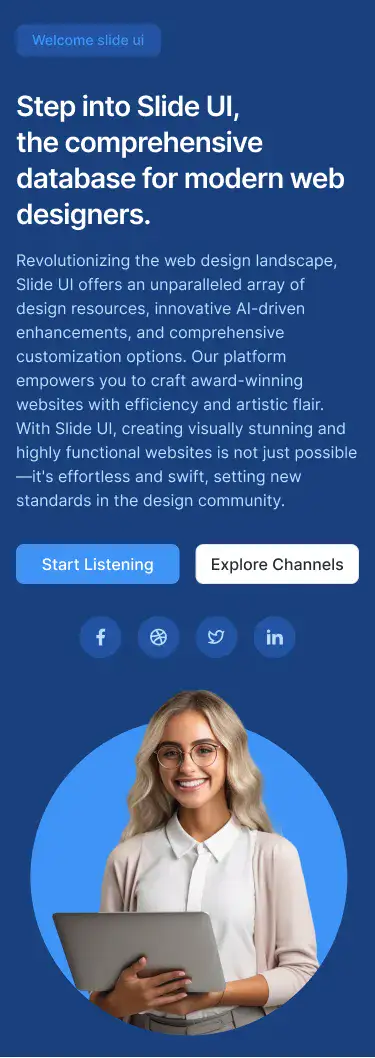 Welcome slide ui
Step into Slide UI,
the comprehensive
database for modern web
designers.
Revolutionizing the web design landscape,
Slide UI offers an unparalleled array of
design resources, innovative AI-driven
enhancements, and comprehensive
customization options. Our platform
empowers you to craft award-winning
websites with efficiency and artistic flair.
With Slide UI, creating visually stunning and
highly functional websites is not just possible
—it's effortless and swift, setting new
standards in the design community.
Start Listening
Explore Channels